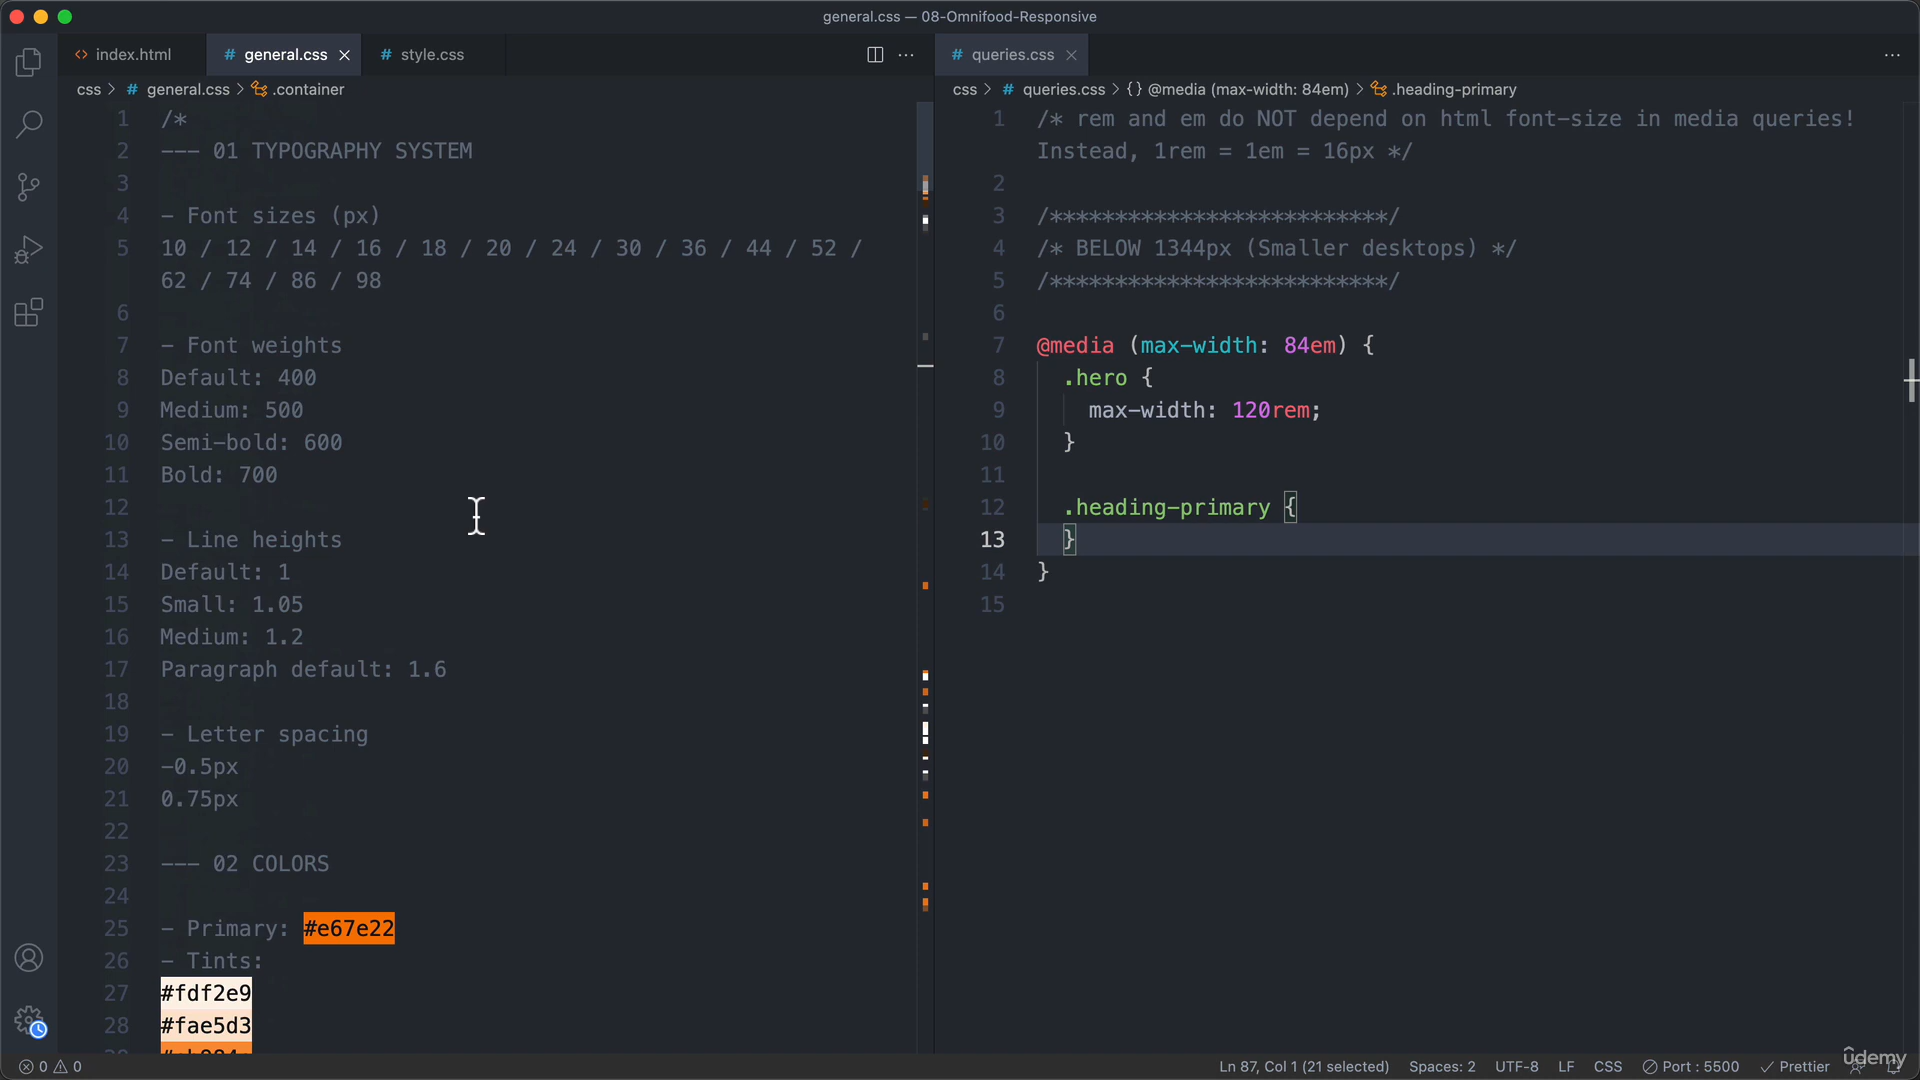 general.css — 08-Omnifood-Responsive
<> index.html
# general.css
# style.css
# queries.css
css > # general.css > .container
css > # queries.css > {} @media (max-width: 84em) > .heading-primary
1 /*
2 --- 01 TYPOGRAPHY SYSTEM
3
4 - Font sizes (px)
5 10 / 12 / 14 / 16 / 18 / 20 / 24 / 30 / 36 / 44 / 52 /
62 / 74 / 86 / 98
6
7 - Font weights
8 Default: 400
9 Medium: 500
10 Semi-bold: 600
11 Bold: 700
12
13 - Line heights
14 Default: 1
15 Small: 1.05
16 Medium: 1.2
17 Paragraph default: 1.6
18
19 - Letter spacing
20 -0.5px
21 0.75px
22
23 --- 02 COLORS
24
25 - Primary: #e67e22
26 - Tints:
27 #fdf2e9
28 #fae5d3
1 /* rem and em do NOT depend on html font-size in media queries!
Instead, 1rem = 1em = 16px */
2
3 /**************************/
4 /* BELOW 1344px (Smaller desktops) */
5 /**************************/
6
7 @media (max-width: 84em) {
8 .hero {
9 max-width: 120rem;
10 }
11
12 .heading-primary {
13 }
14 }
15
0 0
Ln 87, Col 1 (21 selected) Spaces: 2 UTF-8 LF CSS Port : 5500 Prettier
ûdemy